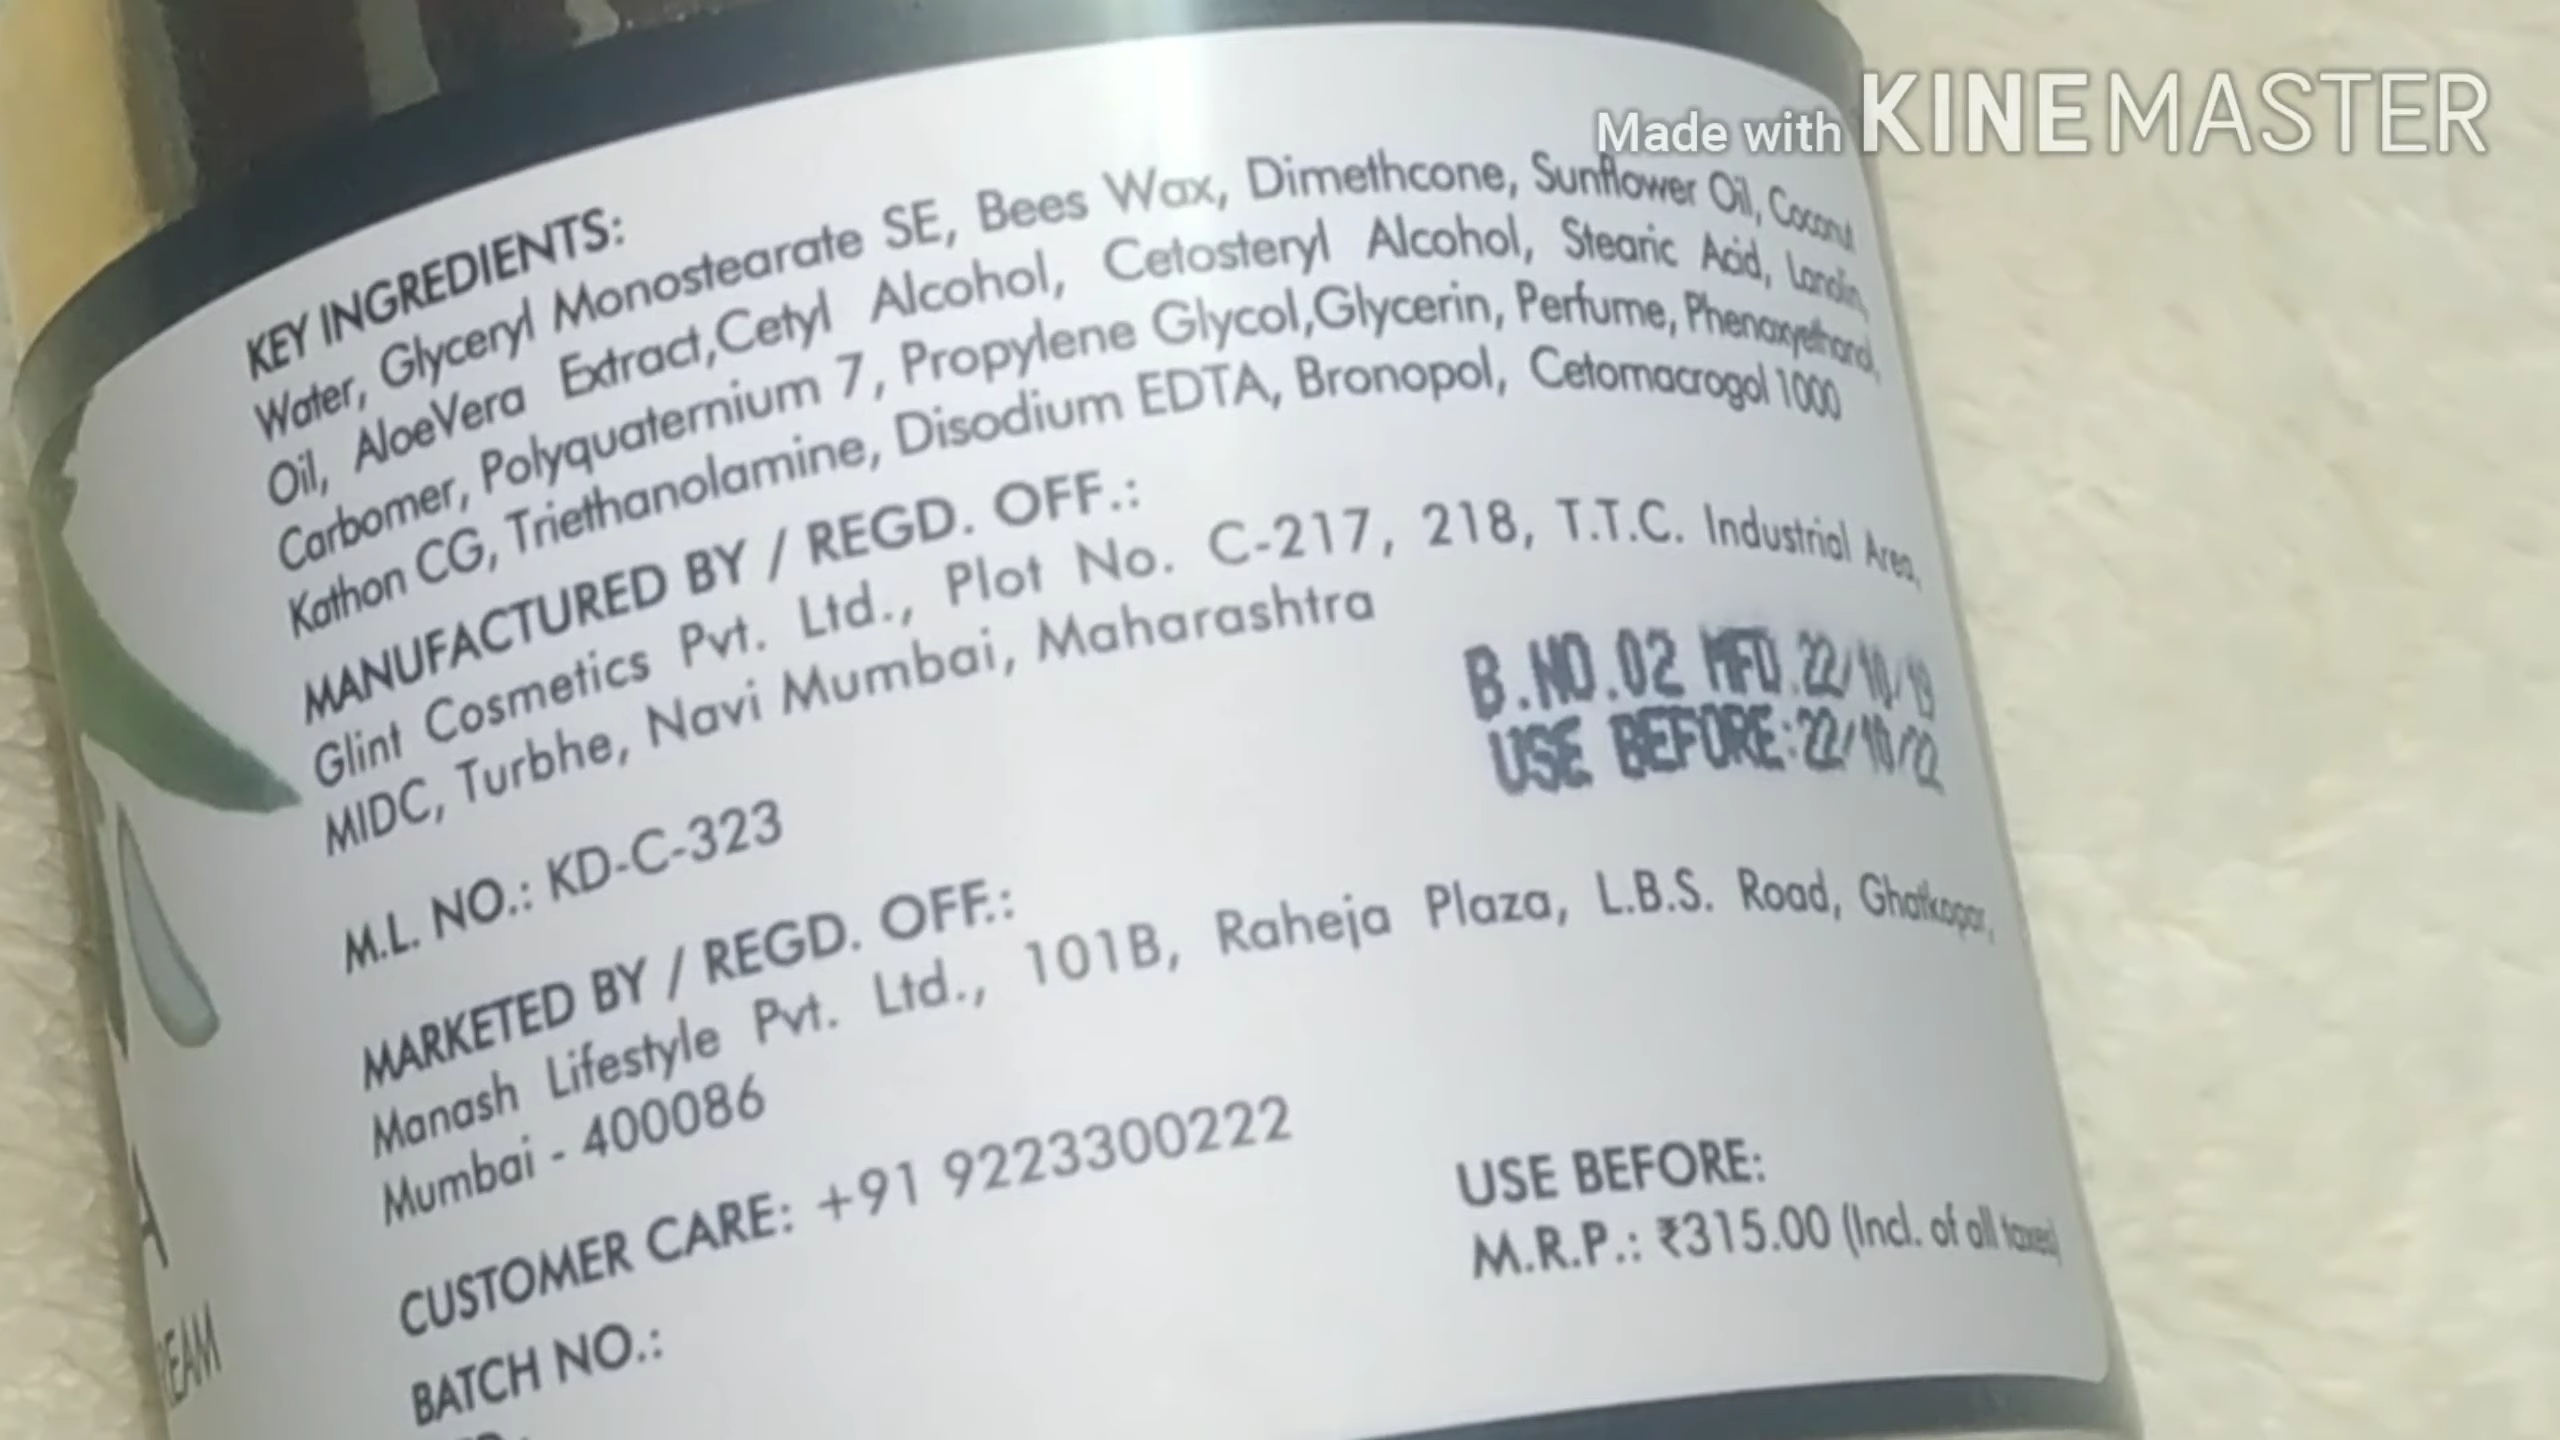 Made with KINEMASTER
KEY INGREDIENTS:
Water, Glyceryl Monostearate SE, Bees Wax, Dimethcone, Sunflower Oil, Coconut
Oil, AloeVera Extract,Cetyl Alcohol, Cetosteryl Alcohol, Stearic Acid, Lanolin,
Carbomer, Polyquaternium 7, Propylene Glycol,Glycerin, Perfume, Phenoxyethanol,
Kathon CG, Triethanolamine, Disodium EDTA, Bronopol, Cetomacrogol 1000
MANUFACTURED BY / REGD. OFF.:
Glint Cosmetics Pvt. Ltd., Plot No. C-217, 218, T.T.C. Industrial Area,
MIDC, Turbhe, Navi Mumbai, Maharashtra
B.NO.02 MFD.22/10/19
USE BEFORE:22/10/22
M.L. NO.: KD-C-323
MARKETED BY / REGD. OFF.:
Manash Lifestyle Pvt. Ltd., 101B, Raheja Plaza, L.B.S. Road, Ghatkopar,
Mumbai - 400086
CUSTOMER CARE: +91 9223300222
USE BEFORE:
M.R.P.: ₹315.00 (Incl. of all taxes)
BATCH NO.: